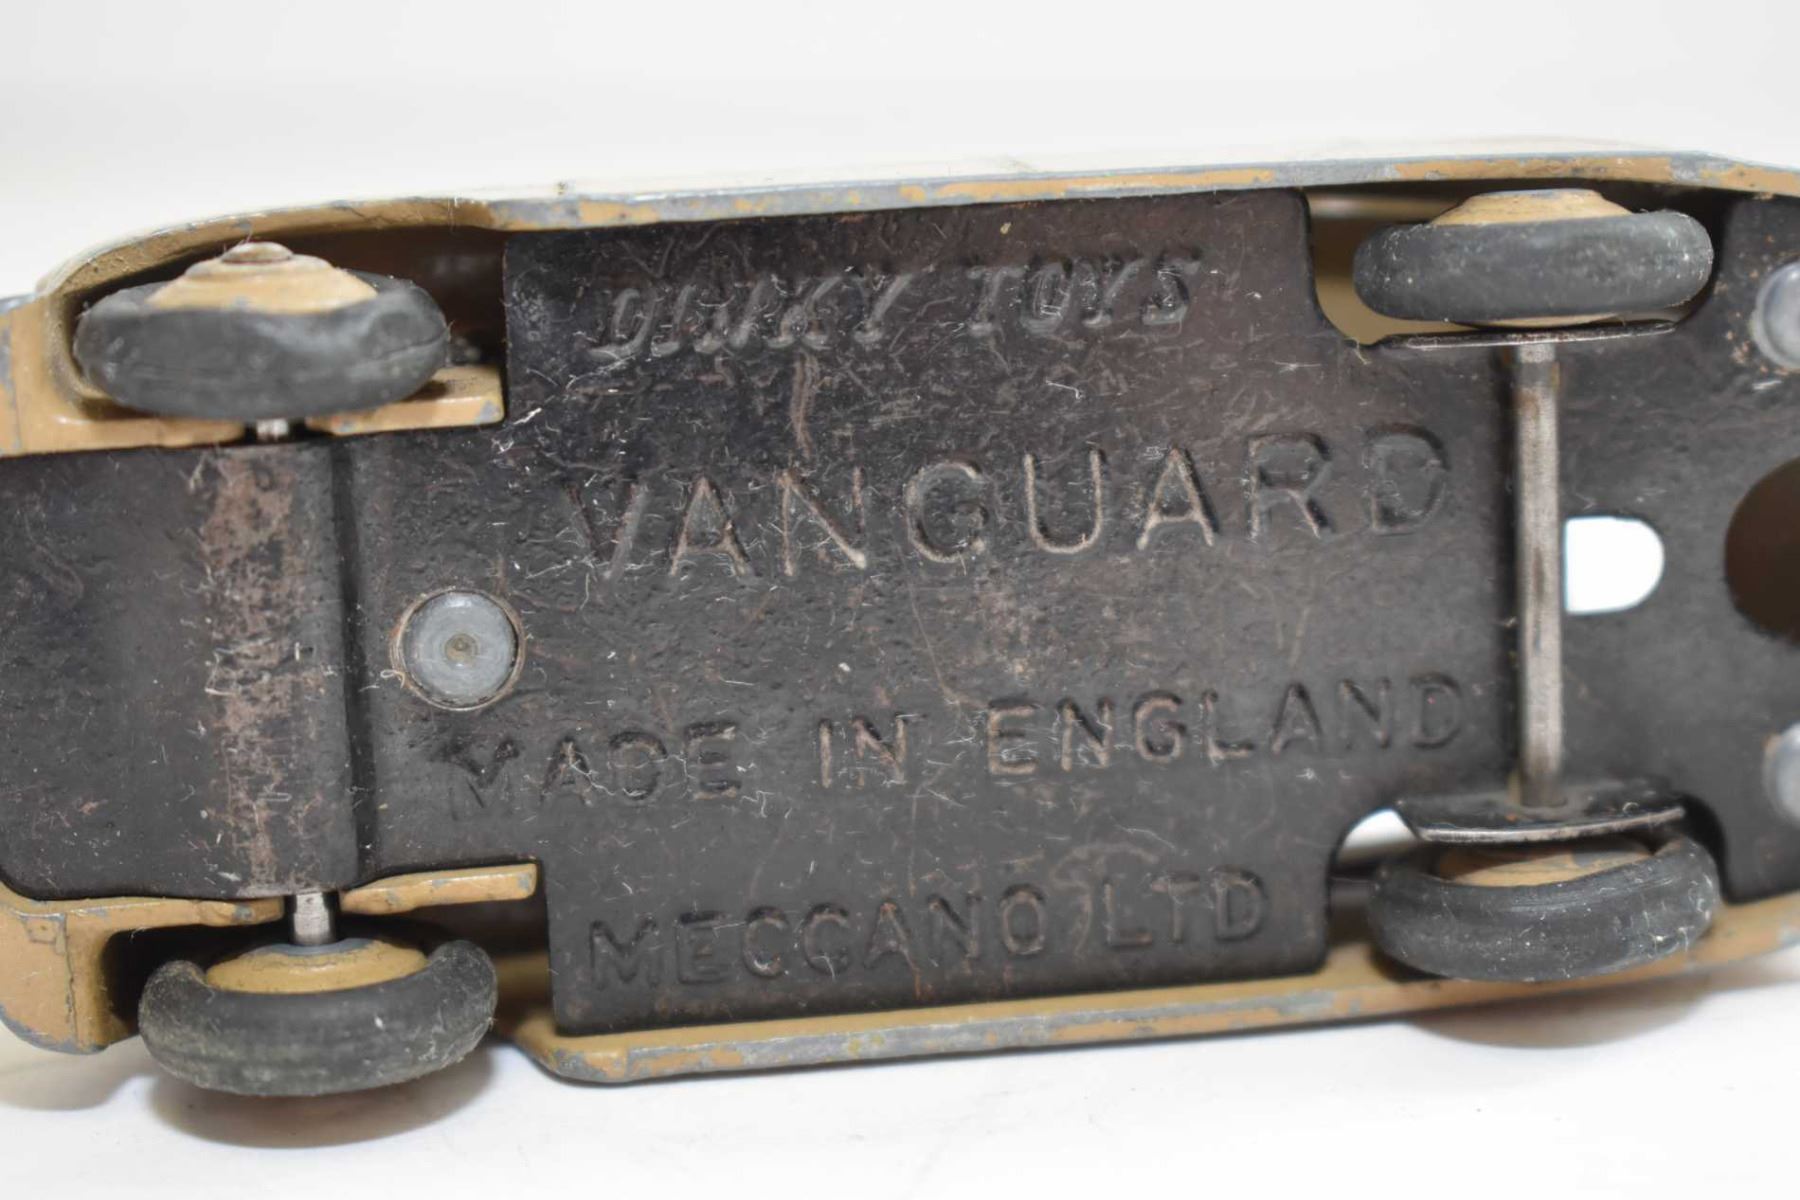 DINKY TOYS
VANGUARD
MADE IN ENGLAND
MECCANO LTD